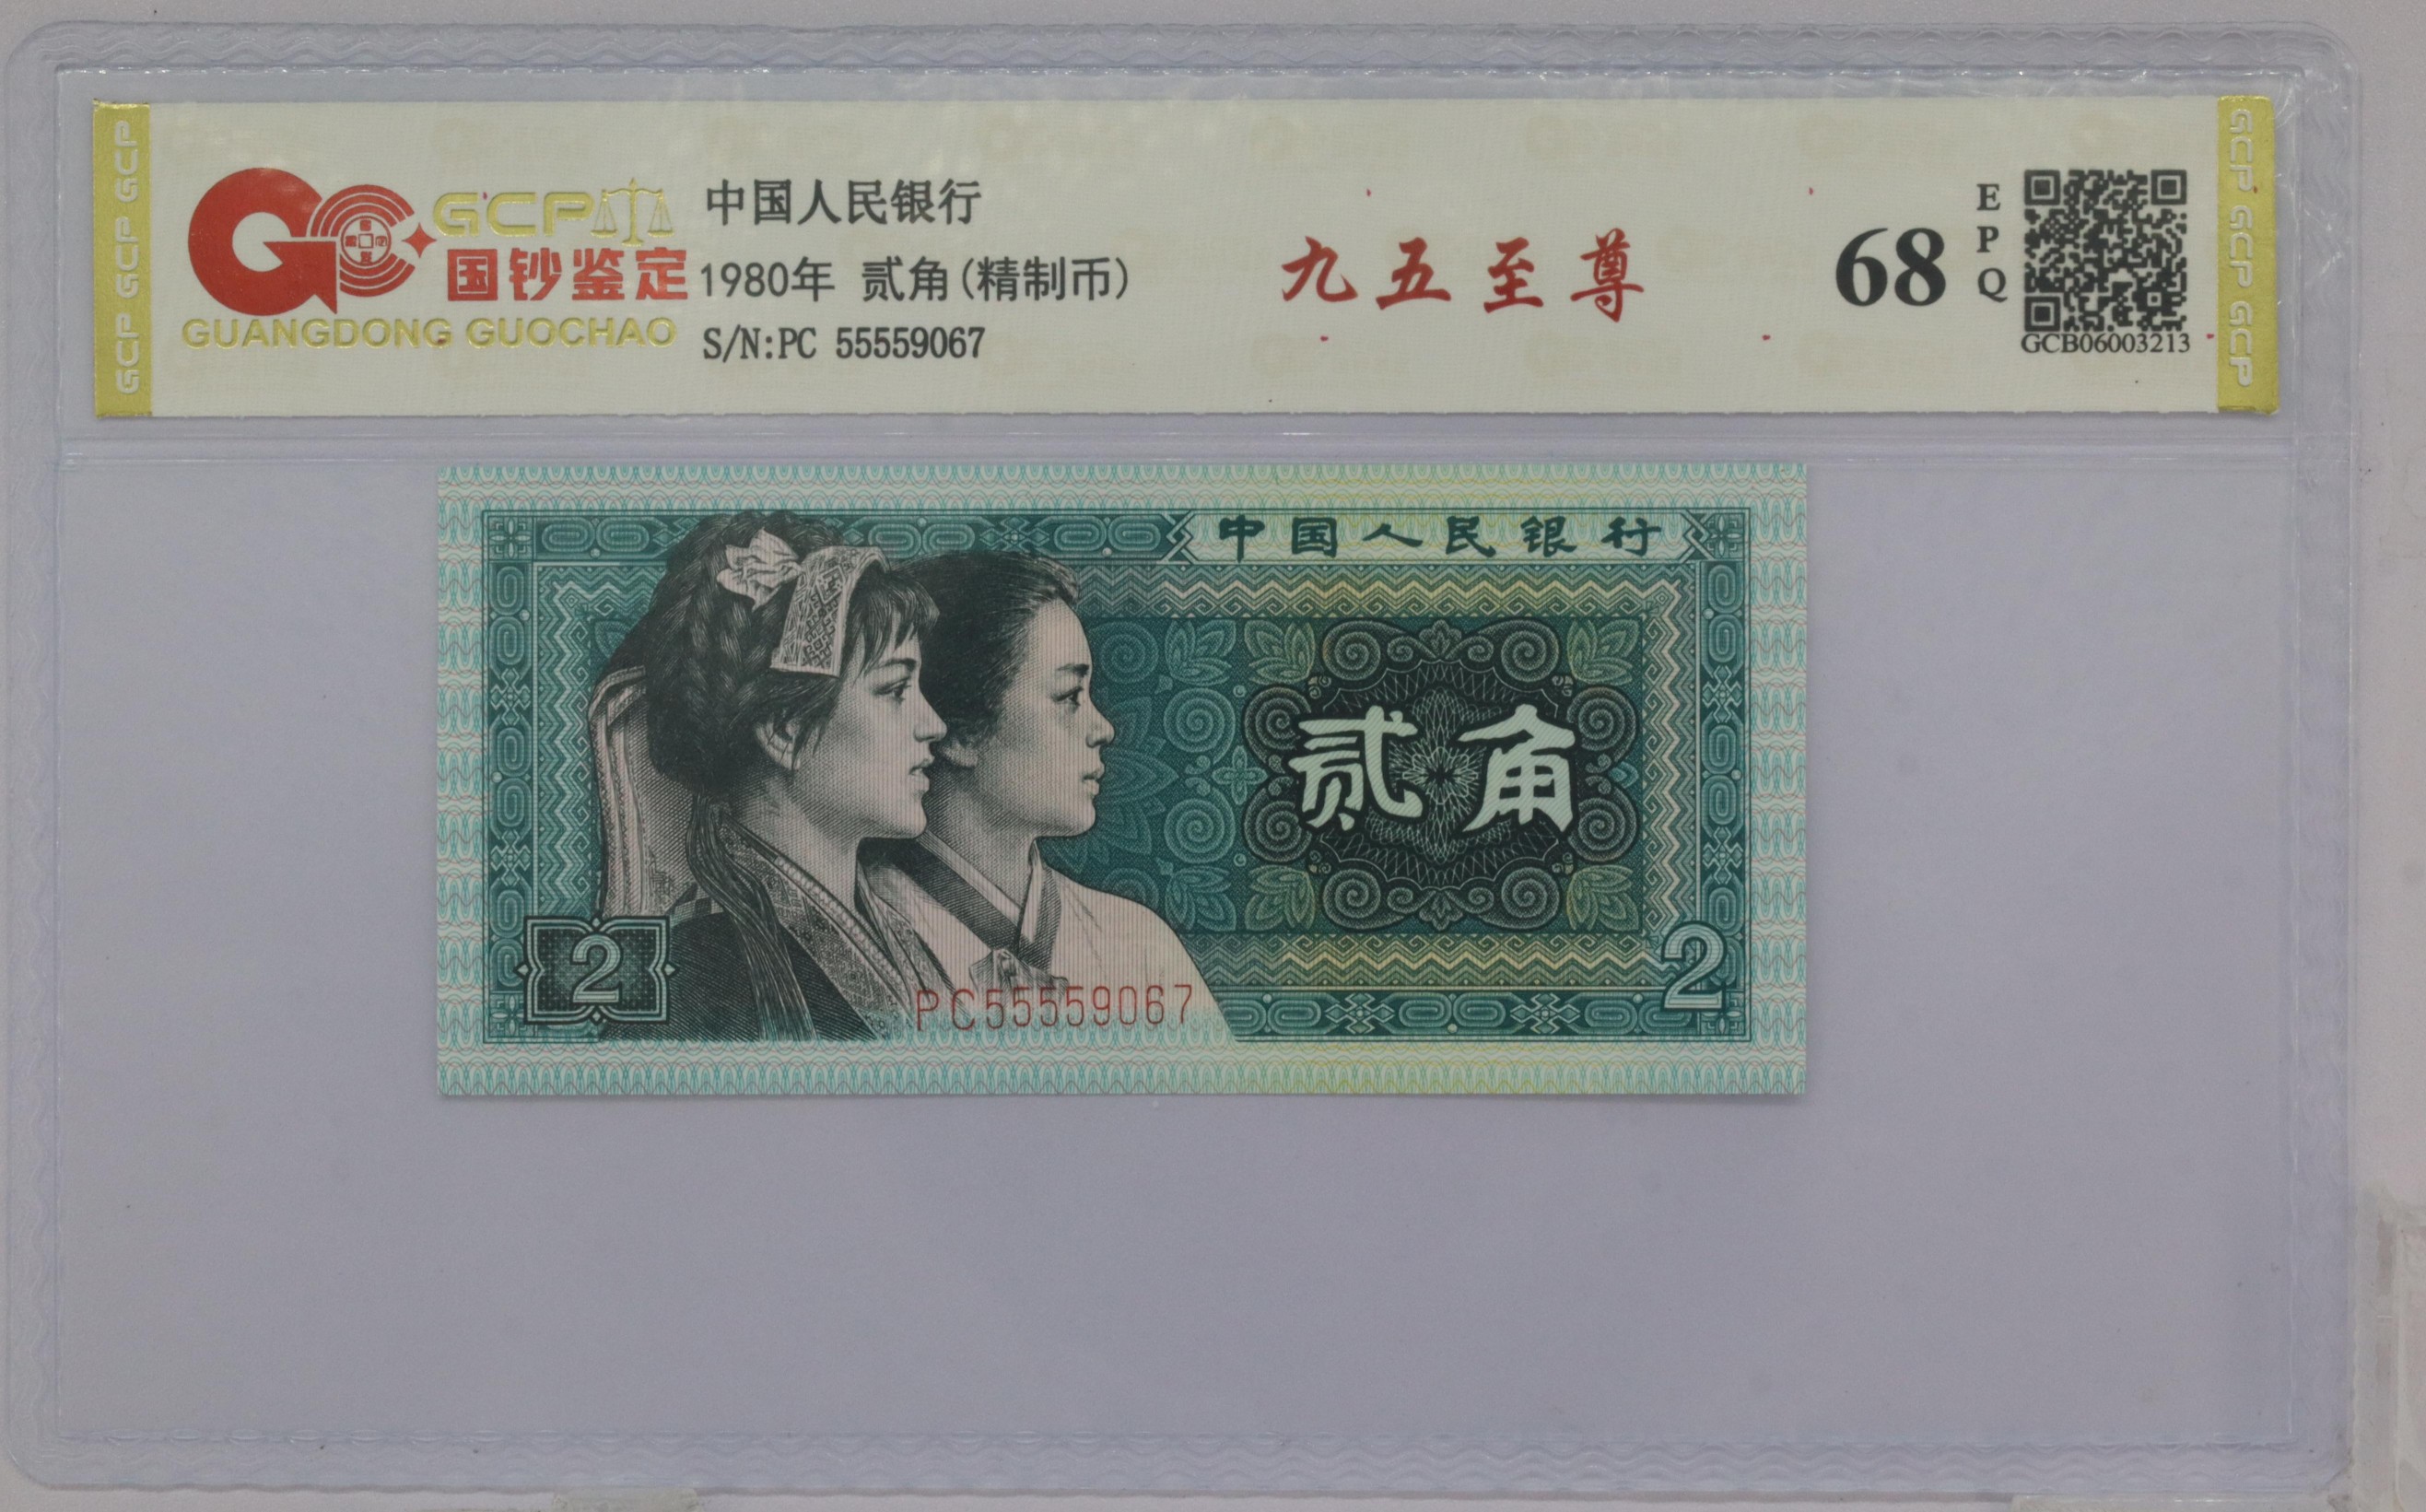 GCP
国钞鉴定
GUANGDONG GUOCHAO
中国人民银行
1980年 贰角(精制币)
S/N:PC 55559067
九五至尊
68
EPQ
GCB06003213
GCP GCP GCP
GCP GCP GCP
中国人民银行
贰角
2
2
PC55559067